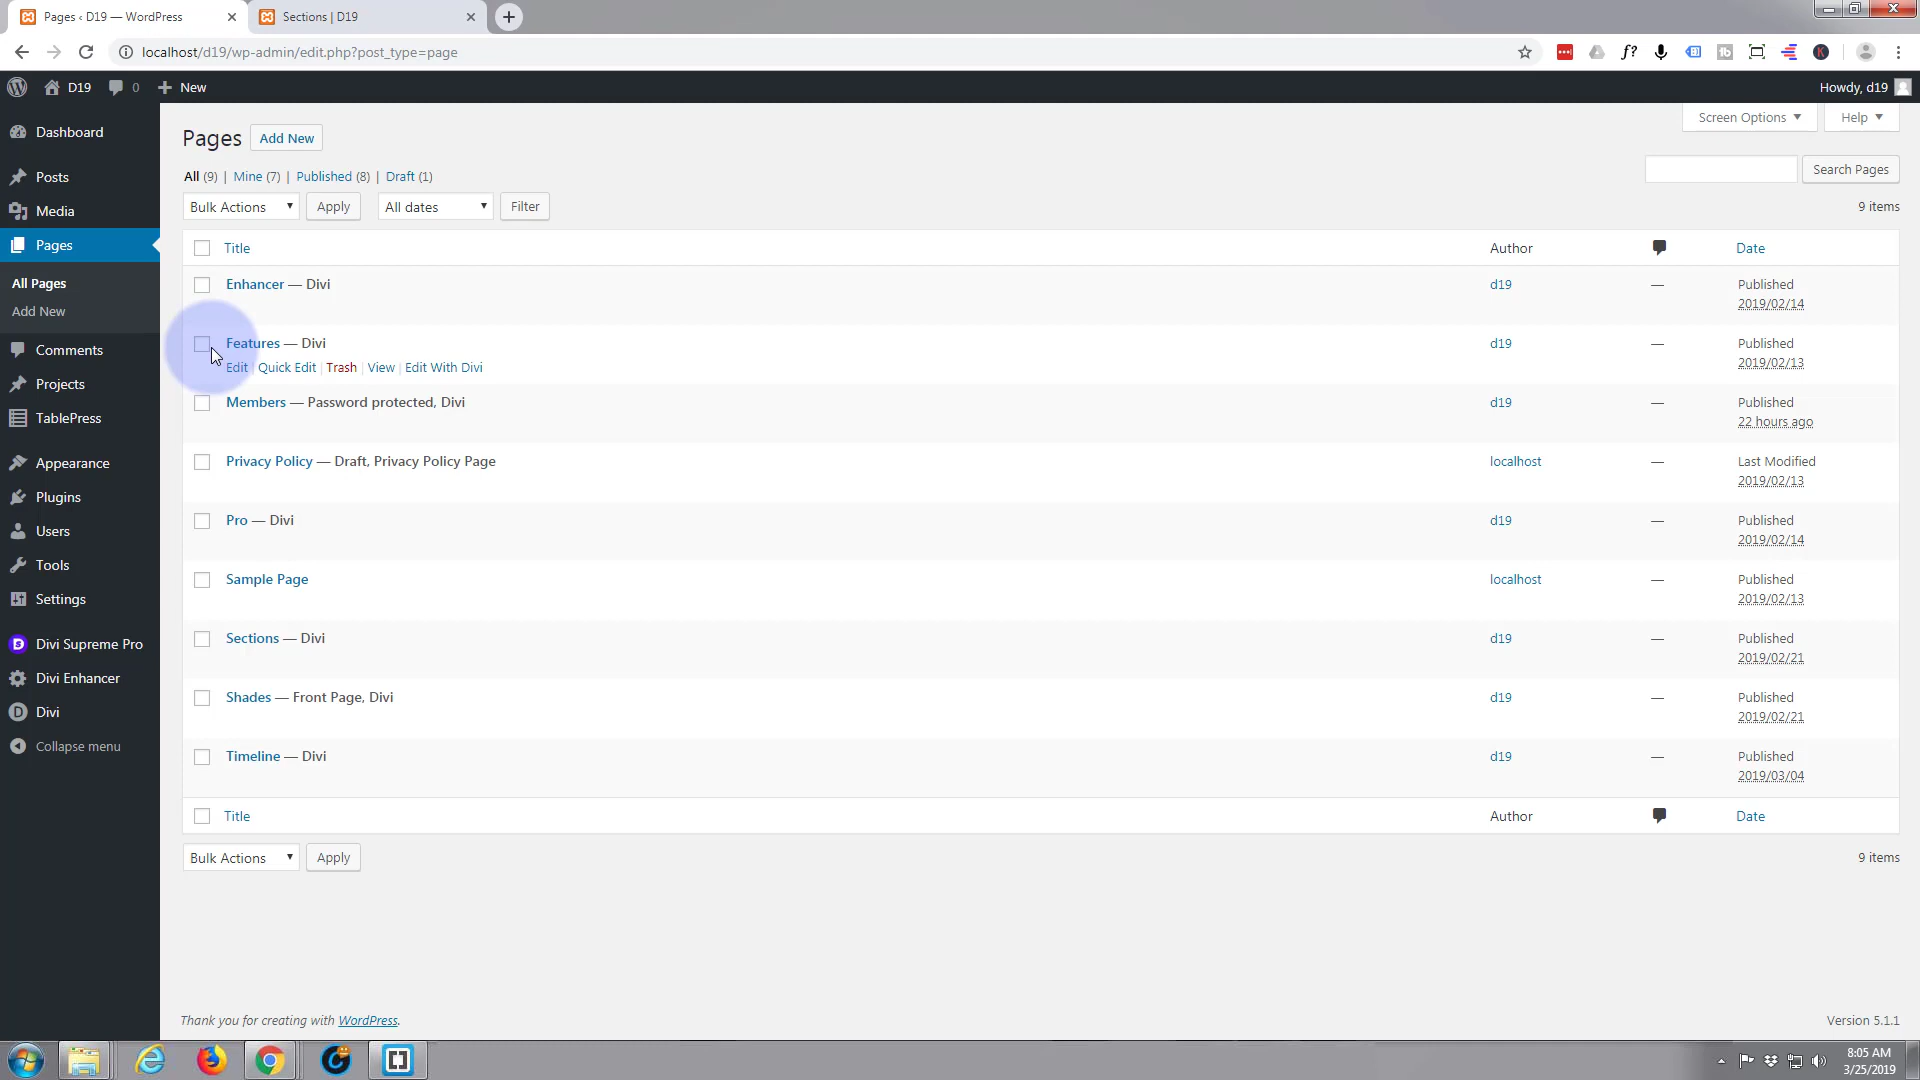 Pages ‹ D19 — WordPress
Sections | D19
localhost/d19/wp-admin/edit.php?post_type=page
D19
0
New
Howdy, d19
Dashboard
Posts
Media
Pages
All Pages
Add New
Comments
Projects
TablePress
Appearance
Plugins
Users
Tools
Settings
Divi Supreme Pro
Divi Enhancer
Divi
Collapse menu
Screen Options
Help
Pages
Add New
All (9) | Mine (7) | Published (8) | Draft (1)
Search Pages
Bulk Actions
Apply
All dates
Filter
9 items
Title
Author
Date
Enhancer — Divi
d19
—
Published
2019/02/14
Features — Divi
Edit | Quick Edit | Trash | View | Edit With Divi
d19
—
Published
2019/02/13
Members — Password protected, Divi
d19
—
Published
22 hours ago
Privacy Policy — Draft, Privacy Policy Page
localhost
—
Last Modified
2019/02/13
Pro — Divi
d19
—
Published
2019/02/14
Sample Page
localhost
—
Published
2019/02/13
Sections — Divi
d19
—
Published
2019/02/21
Shades — Front Page, Divi
d19
—
Published
2019/02/21
Timeline — Divi
d19
—
Published
2019/03/04
Title
Author
Date
Bulk Actions
Apply
9 items
Thank you for creating with WordPress.
Version 5.1.1
8:05 AM
3/25/2019